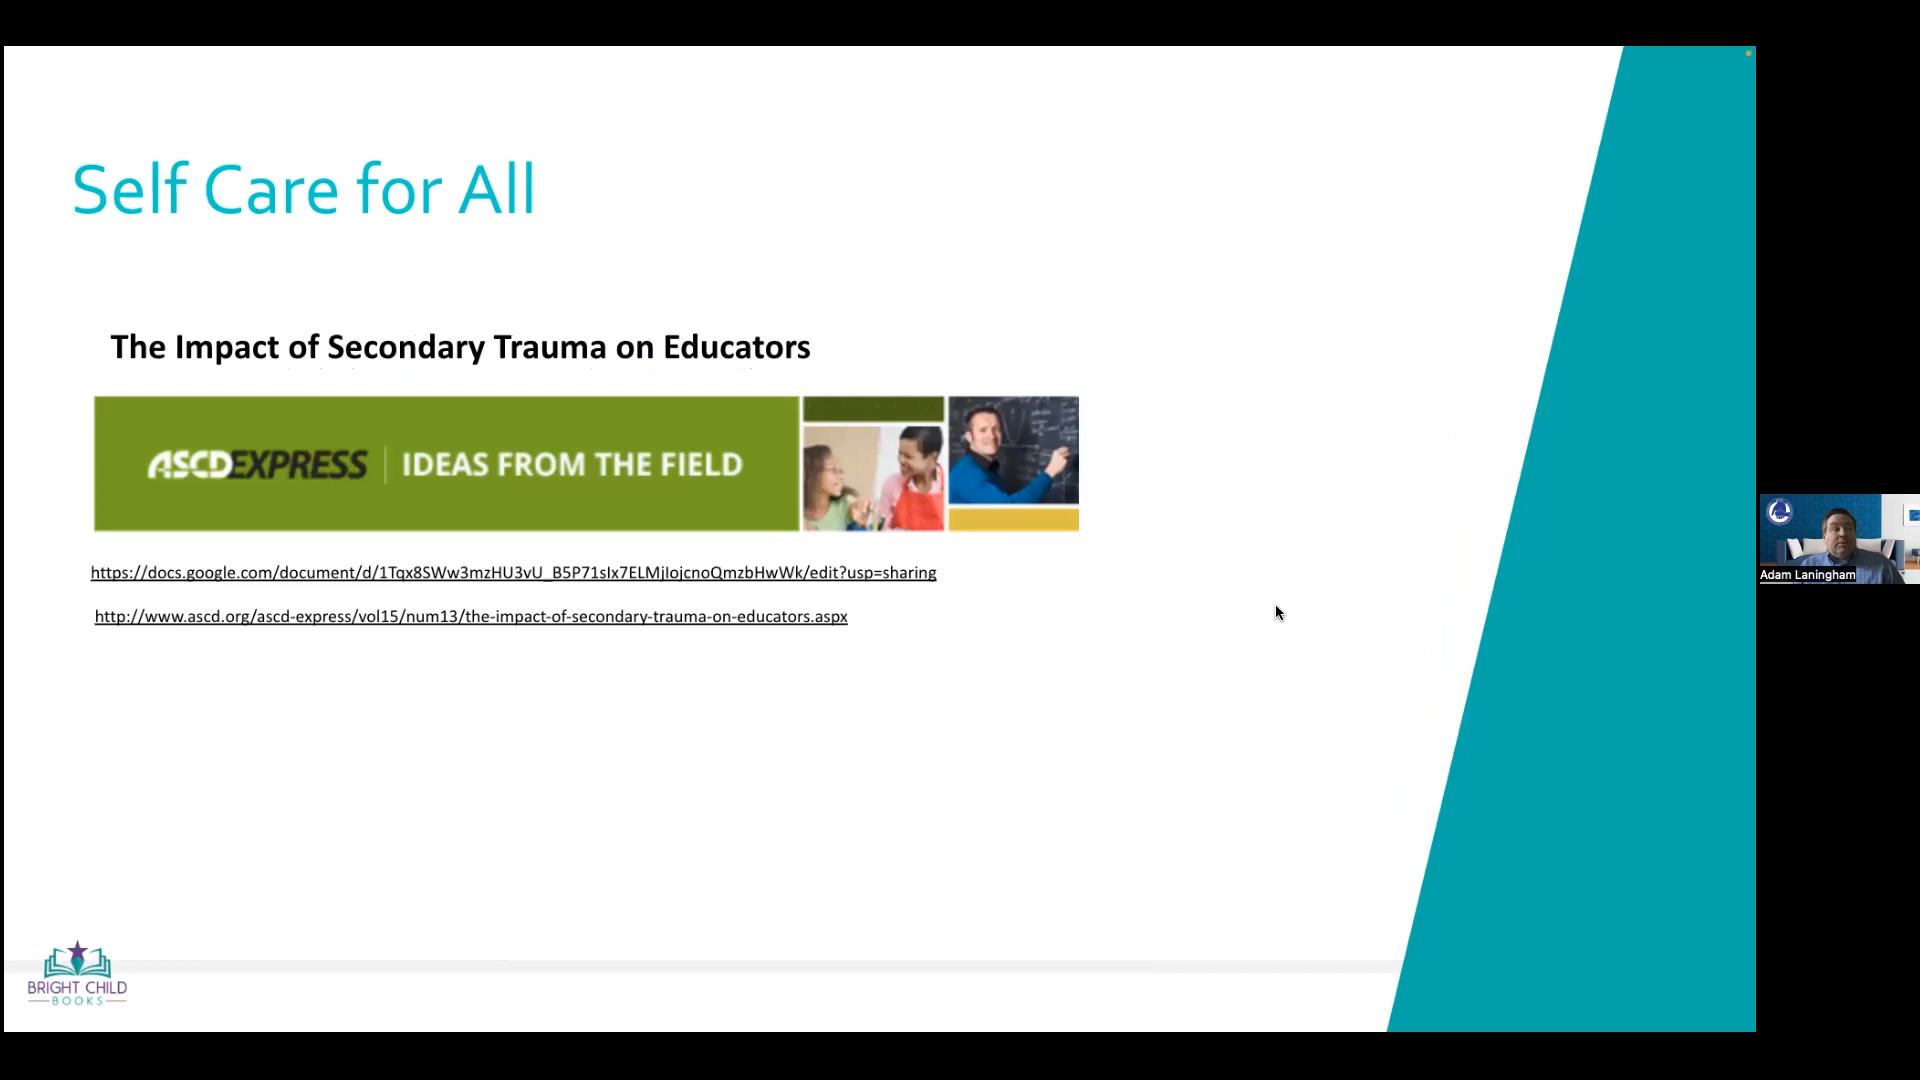 Self Care for All
The Impact of Secondary Trauma on Educators
ASCDEXPRESS | IDEAS FROM THE FIELD
https://docs.google.com/document/d/1Tqx8SWw3mzHU3vU_B5P71sIx7ELMjIojcnoQmzbHwWk/edit?usp=sharing
http://www.ascd.org/ascd-express/vol15/num13/the-impact-of-secondary-trauma-on-educators.aspx
Adam Laningham
BRIGHT CHILD
BOOKS